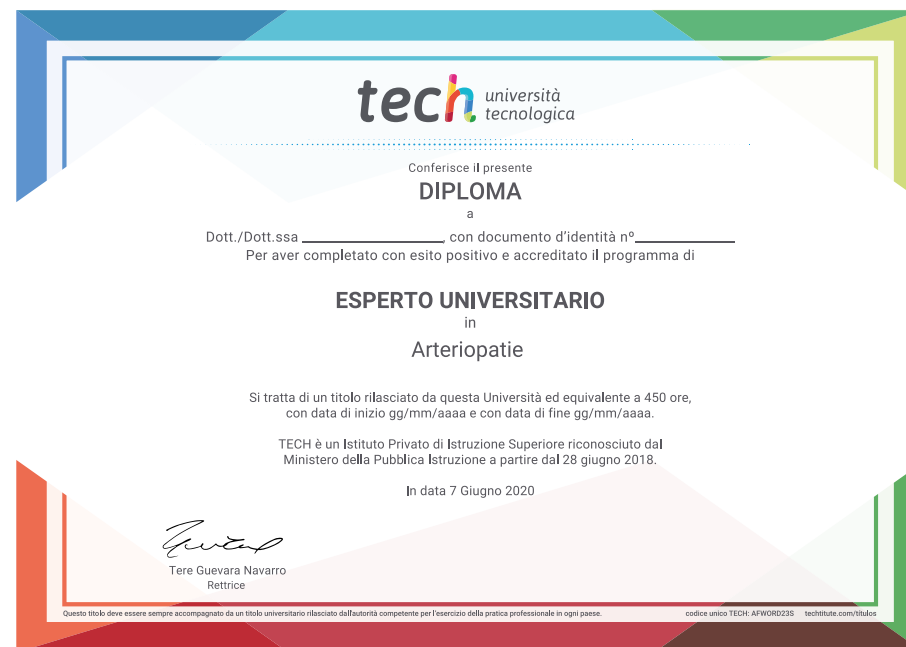 tech università
tecnologica
Conferisce il presente
DIPLOMA
a
Dott./Dott.ssa ____________________, con documento d'identità nº______________
Per aver completato con esito positivo e accreditato il programma di
ESPERTO UNIVERSITARIO
in
Arteriopatie
Si tratta di un titolo rilasciato da questa Università ed equivalente a 450 ore,
con data di inizio gg/mm/aaaa e con data di fine gg/mm/aaaa.
TECH è un Istituto Privato di Istruzione Superiore riconosciuto dal
Ministero della Pubblica Istruzione a partire dal 28 giugno 2018.
In data 7 Giugno 2020
Tere Guevara Navarro
Rettrice
Questo titolo deve essere sempre accompagnato da un titolo universitario rilasciato dall'autorità competente per l'esercizio della pratica professionale in ogni paese. codice unico TECH: AFWORD23S techtitute.com/titulos